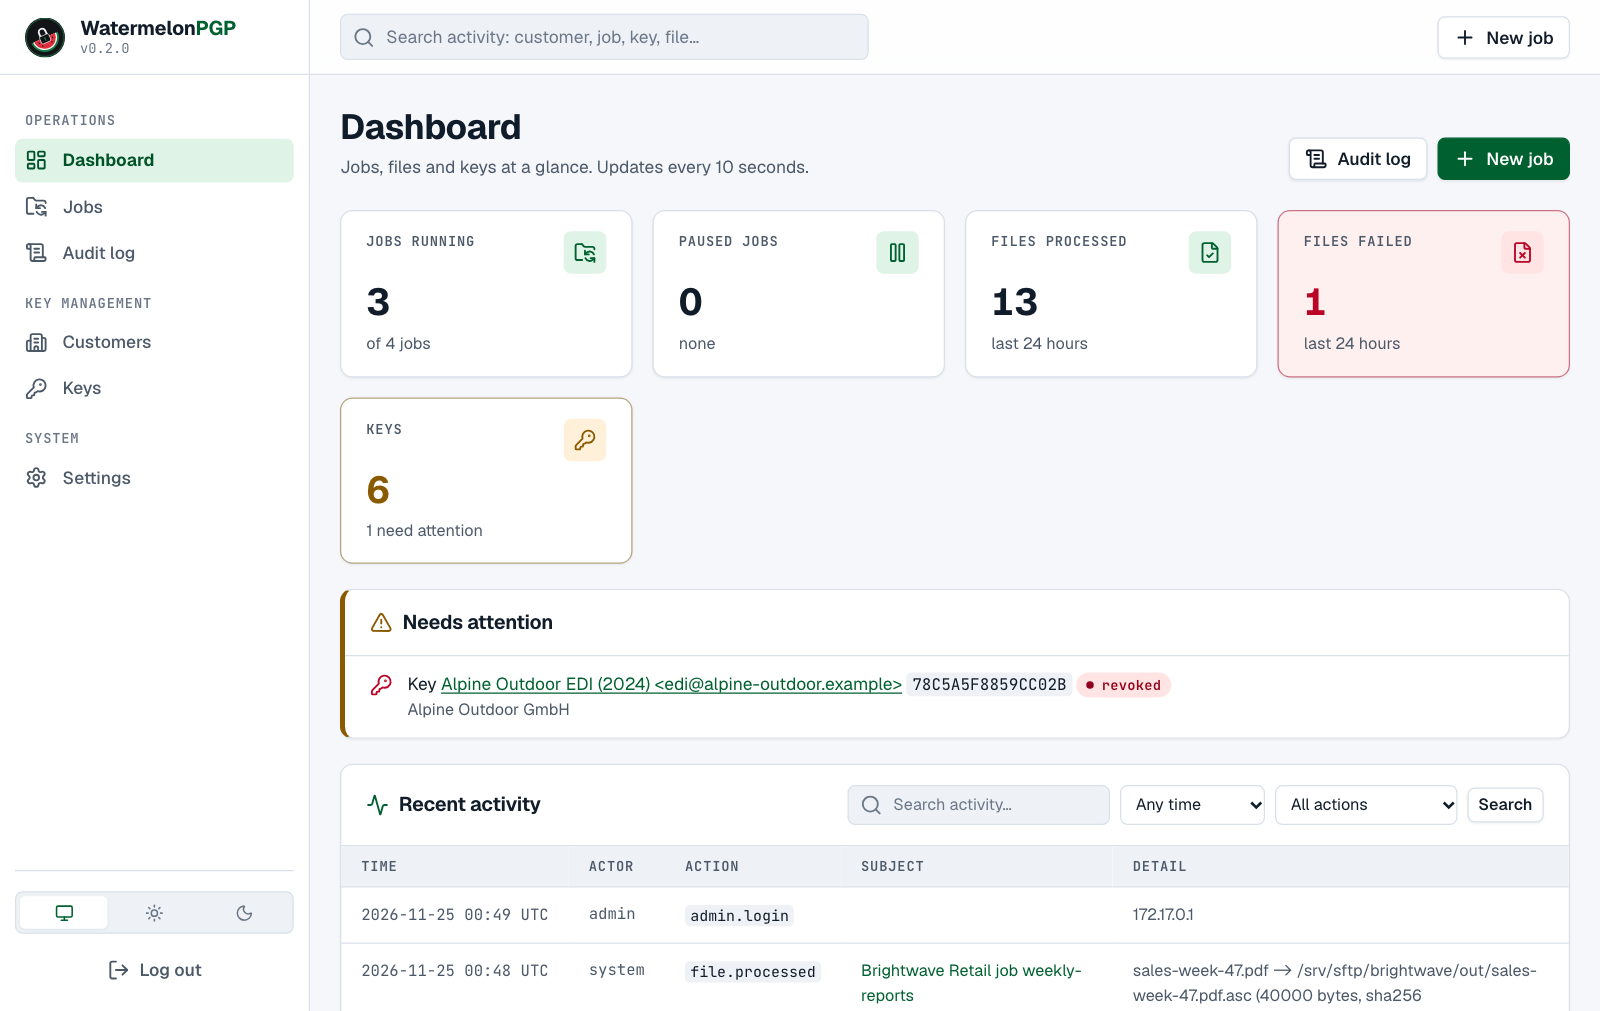 WatermelonPGP
v0.2.0
Search activity: customer, job, key, file...
New job
OPERATIONS
Dashboard
Jobs
Audit log
KEY MANAGEMENT
Customers
Keys
SYSTEM
Settings
Log out
Dashboard
Jobs, files and keys at a glance. Updates every 10 seconds.
Audit log
New job
JOBS RUNNING
3
of 4 jobs
PAUSED JOBS
0
none
FILES PROCESSED
13
last 24 hours
FILES FAILED
1
last 24 hours
KEYS
6
1 need attention
Needs attention
Key Alpine Outdoor EDI (2024) <edi@alpine-outdoor.example> 78C5A5F8859CC02B revoked
Alpine Outdoor GmbH
Recent activity
Search activity...
Any time
All actions
Search
TIME ACTOR ACTION SUBJECT DETAIL
2026-11-25 00:49 UTC admin admin.login 172.17.0.1
2026-11-25 00:48 UTC system file.processed Brightwave Retail job weekly- sales-week-47.pdf → /srv/sftp/brightwave/out/sales-
reports week-47.pdf.asc (40000 bytes, sha256